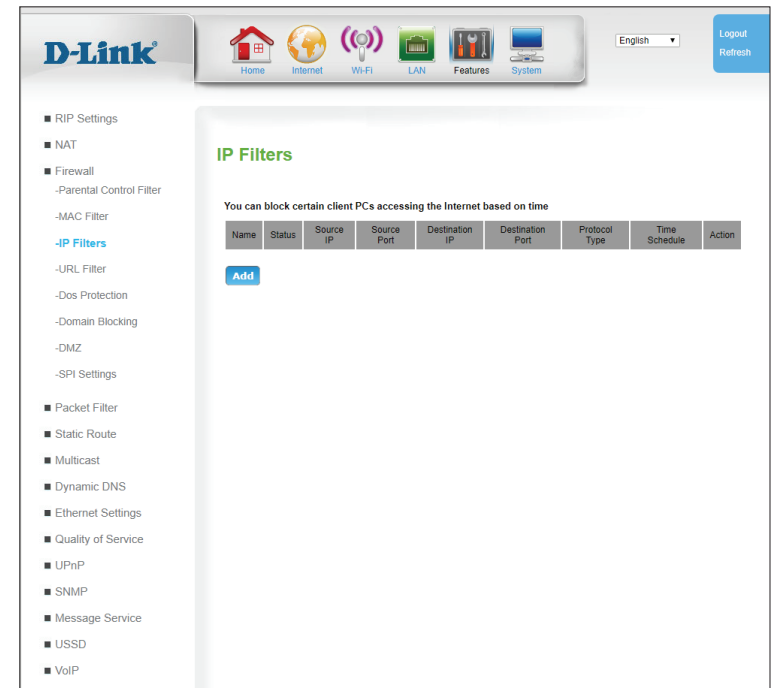 D-Link®
Home Internet Wi-Fi LAN Features System
English
Logout
Refresh
RIP Settings
NAT
Firewall
-Parental Control Filter
-MAC Filter
-IP Filters
-URL Filter
-Dos Protection
-Domain Blocking
-DMZ
-SPI Settings
Packet Filter
Static Route
Multicast
Dynamic DNS
Ethernet Settings
Quality of Service
UPnP
SNMP
Message Service
USSD
VoIP
IP Filters
You can block certain client PCs accessing the Internet based on time
Name Status Source IP Source Port Destination IP Destination Port Protocol Type Time Schedule Action
Add